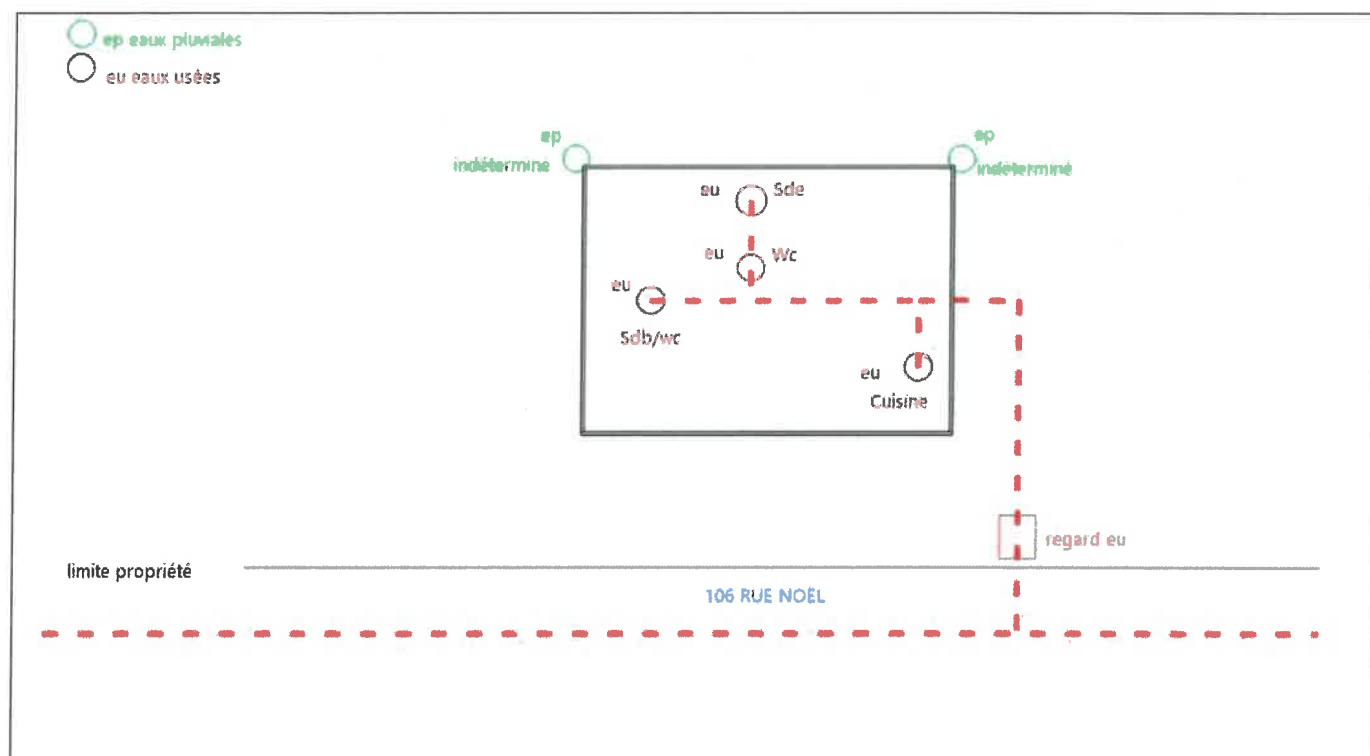 ep eaux pluviales
eu eaux usées
ep
indéterminé
ep
indéterminé
eu
Sde
eu
Wc
eu
Sdb/wc
eu
Cuisine
regard eu
limite propriété
106 RUE NOËL